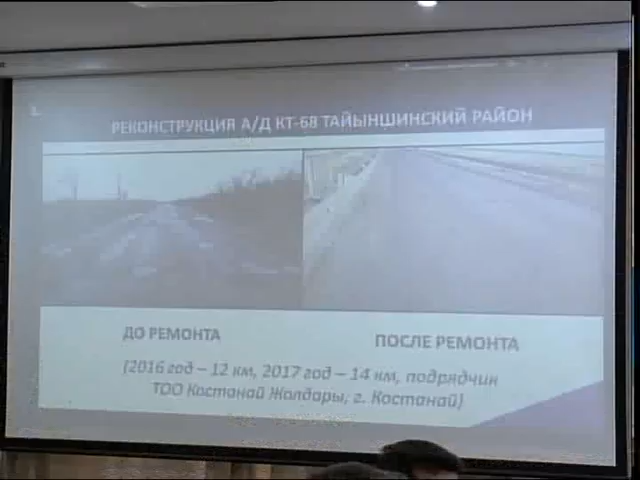 РЕКОНСТРУКЦИЯ А/Д КТ-68 ТАЙЫНШИНСКИЙ РАЙОН
ДО РЕМОНТА
ПОСЛЕ РЕМОНТА
(2016 год – 12 км, 2017 год – 14 км, подрядчик
ТОО Костанай Жолдары, г. Костанай)